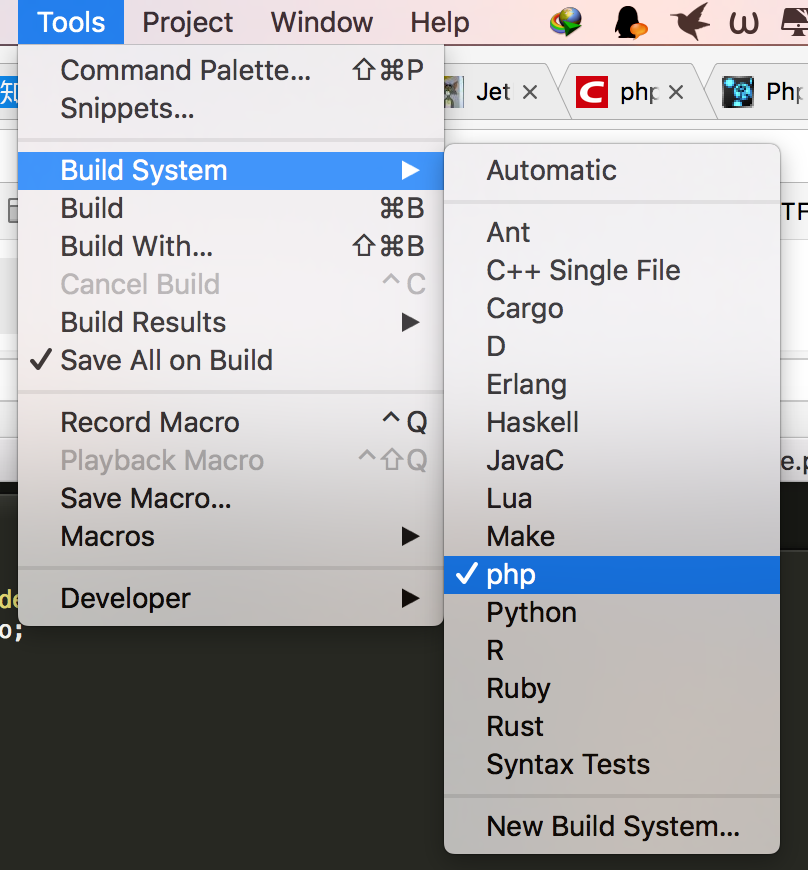 Tools Project Window Help
Command Palette... ⇧⌘P
Snippets...
知
Jet
php
Php
Build System
Automatic
Build ⌘B
TF
Build With... ⇧⌘B
Ant
Cancel Build ^C
C++ Single File
Build Results
Cargo
✓ Save All on Build
D
Erlang
Record Macro ^Q
Haskell
Playback Macro ^⇧Q
JavaC
e.p
Save Macro...
Lua
Macros
Make
✓ php
Developer
Python
de
o;
R
Ruby
Rust
Syntax Tests
New Build System...